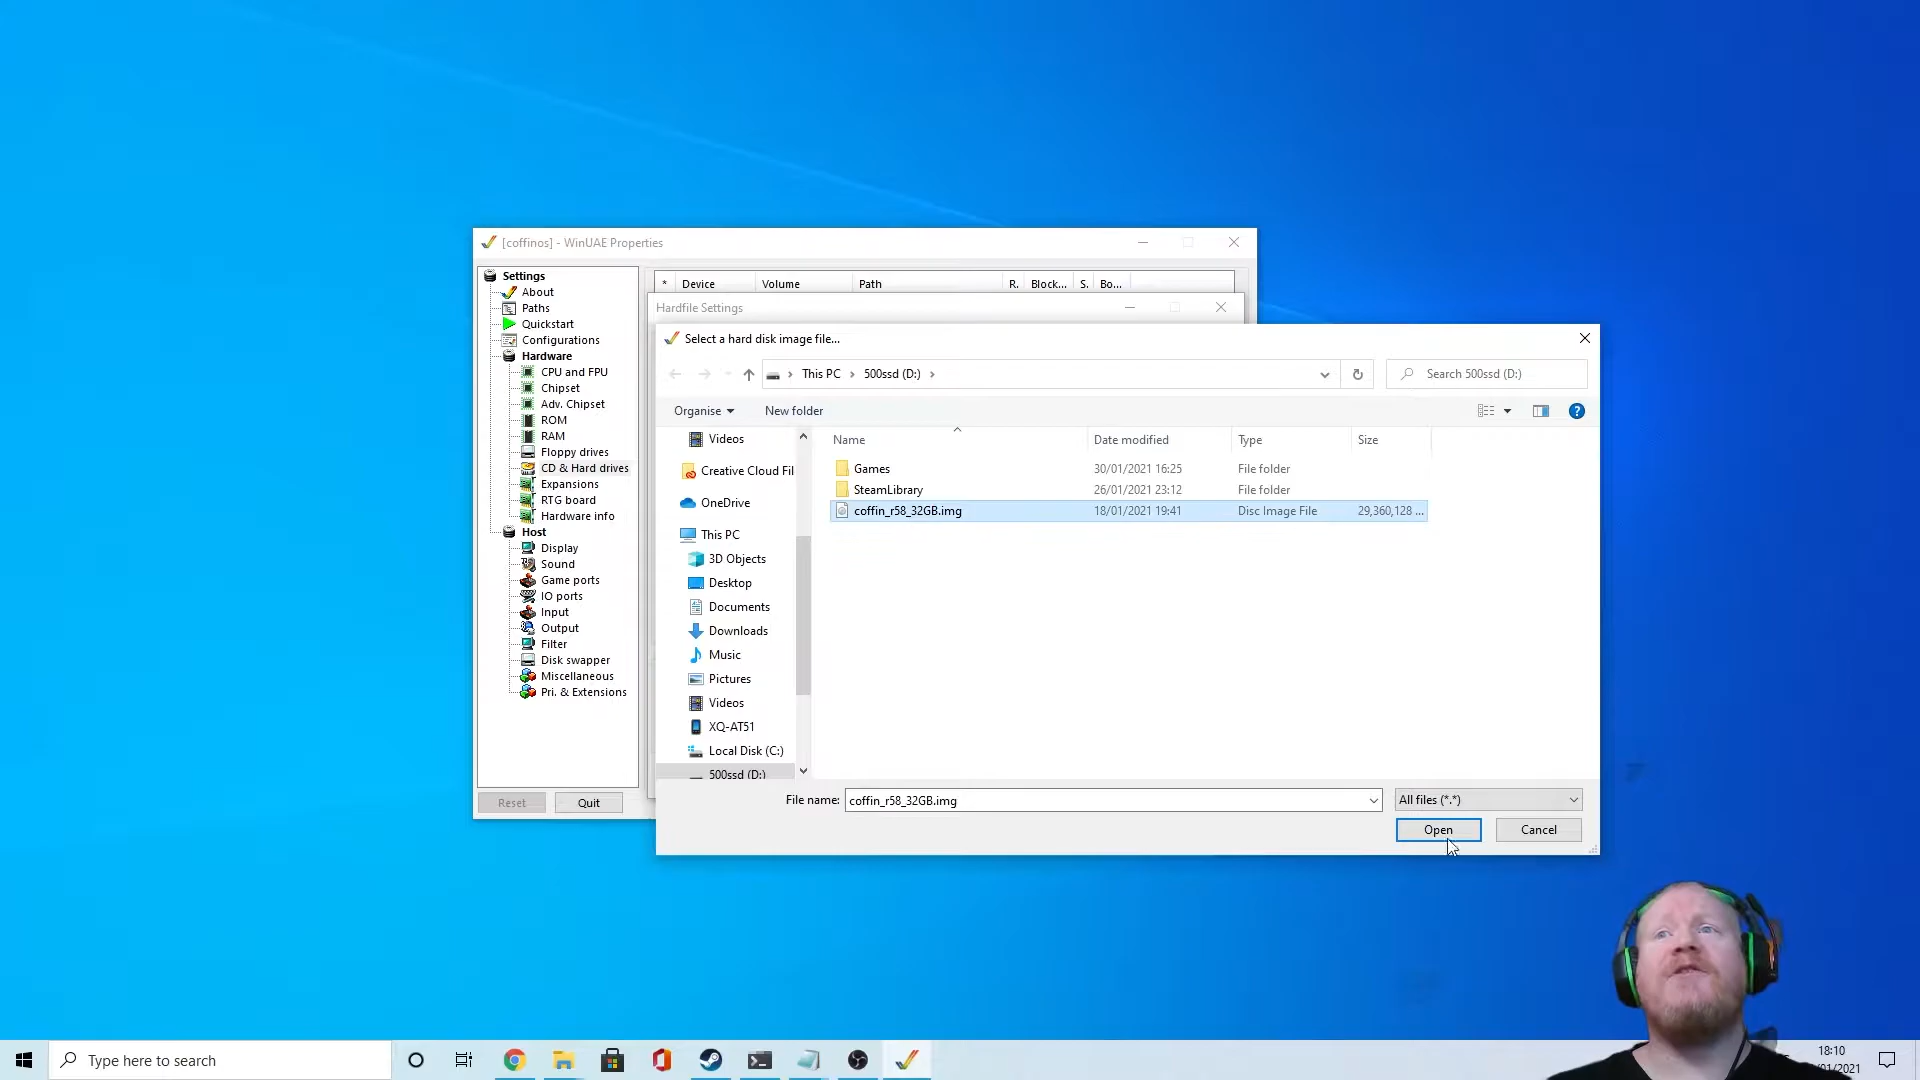 [coffinos] - WinUAE Properties
Settings
About
Paths
Quickstart
Configurations
Hardware
CPU and FPU
Chipset
Adv. Chipset
ROM
RAM
Floppy drives
CD & Hard drives
Expansions
RTG board
Hardware info
Host
Display
Sound
Game ports
IO ports
Input
Output
Filter
Disk swapper
Miscellaneous
Pri. & Extensions
Reset
Quit
* Device Volume Path R. Block... S. Bo...
Hardfile Settings
Select a hard disk image file...
This PC > 500ssd (D:) >
Search 500ssd (D:)
Organise
New folder
Videos
Creative Cloud Fil
OneDrive
This PC
3D Objects
Desktop
Documents
Downloads
Music
Pictures
Videos
XQ-AT51
Local Disk (C:)
500ssd (D:)
Name Date modified Type Size
Games 30/01/2021 16:25 File folder
SteamLibrary 26/01/2021 23:12 File folder
coffin_r58_32GB.img 18/01/2021 19:41 Disc Image File 29,360,128 ...
File name: coffin_r58_32GB.img
All files (*.*)
Open
Cancel
Type here to search
18:10
/01/2021